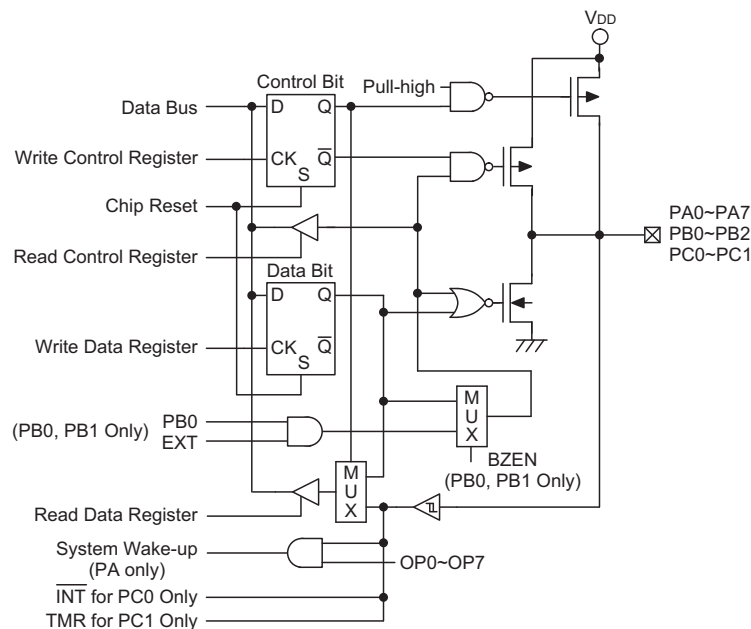 VDD
Control Bit
Pull-high
Data Bus
D
Q
Write Control Register
CK
Q
S
Chip Reset
PA0~PA7
PB0~PB2
PC0~PC1
Read Control Register
Data Bit
D
Q
Write Data Register
CK
Q
S
M
U
X
PB0
(PB0, PB1 Only)
EXT
BZEN
(PB0, PB1 Only)
M
U
X
Read Data Register
System Wake-up
(PA only)
OP0~OP7
INT for PC0 Only
TMR for PC1 Only